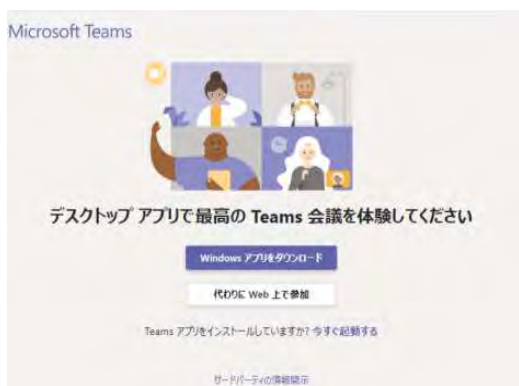 Microsoft Teams
デスクトップ アプリで最高の Teams 会議を体験してください
Windows アプリをダウンロード
代わりに Web 上で参加
Teams アプリをインストールしていますか? 今すぐ起動する
サードパーティの情報開示